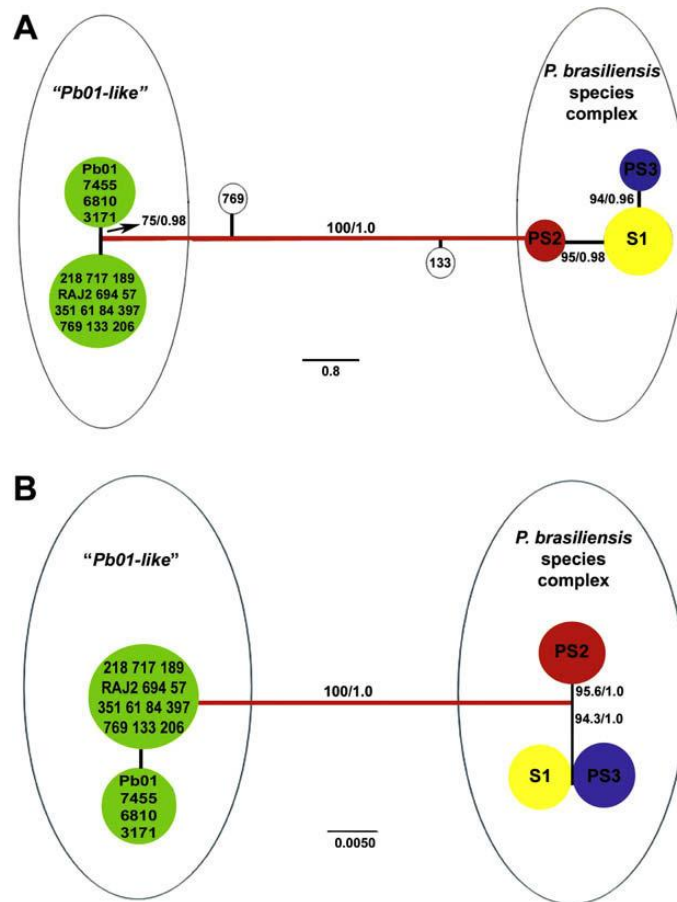 A
"Pb01-like"
P. brasiliensis
species
complex
Pb01
7455
6810
3171
75/0.98
769
100/1.0
133
PS2
95/0.98
94/0.96
PS3
S1
218 717 189
RAJ2 694 57
351 61 84 397
769 133 206
0.8
B
"Pb01-like"
P. brasiliensis
species
complex
218 717 189
RAJ2 694 57
351 61 84 397
769 133 206
100/1.0
PS2
95.6/1.0
94.3/1.0
S1
PS3
Pb01
7455
6810
3171
0.0050